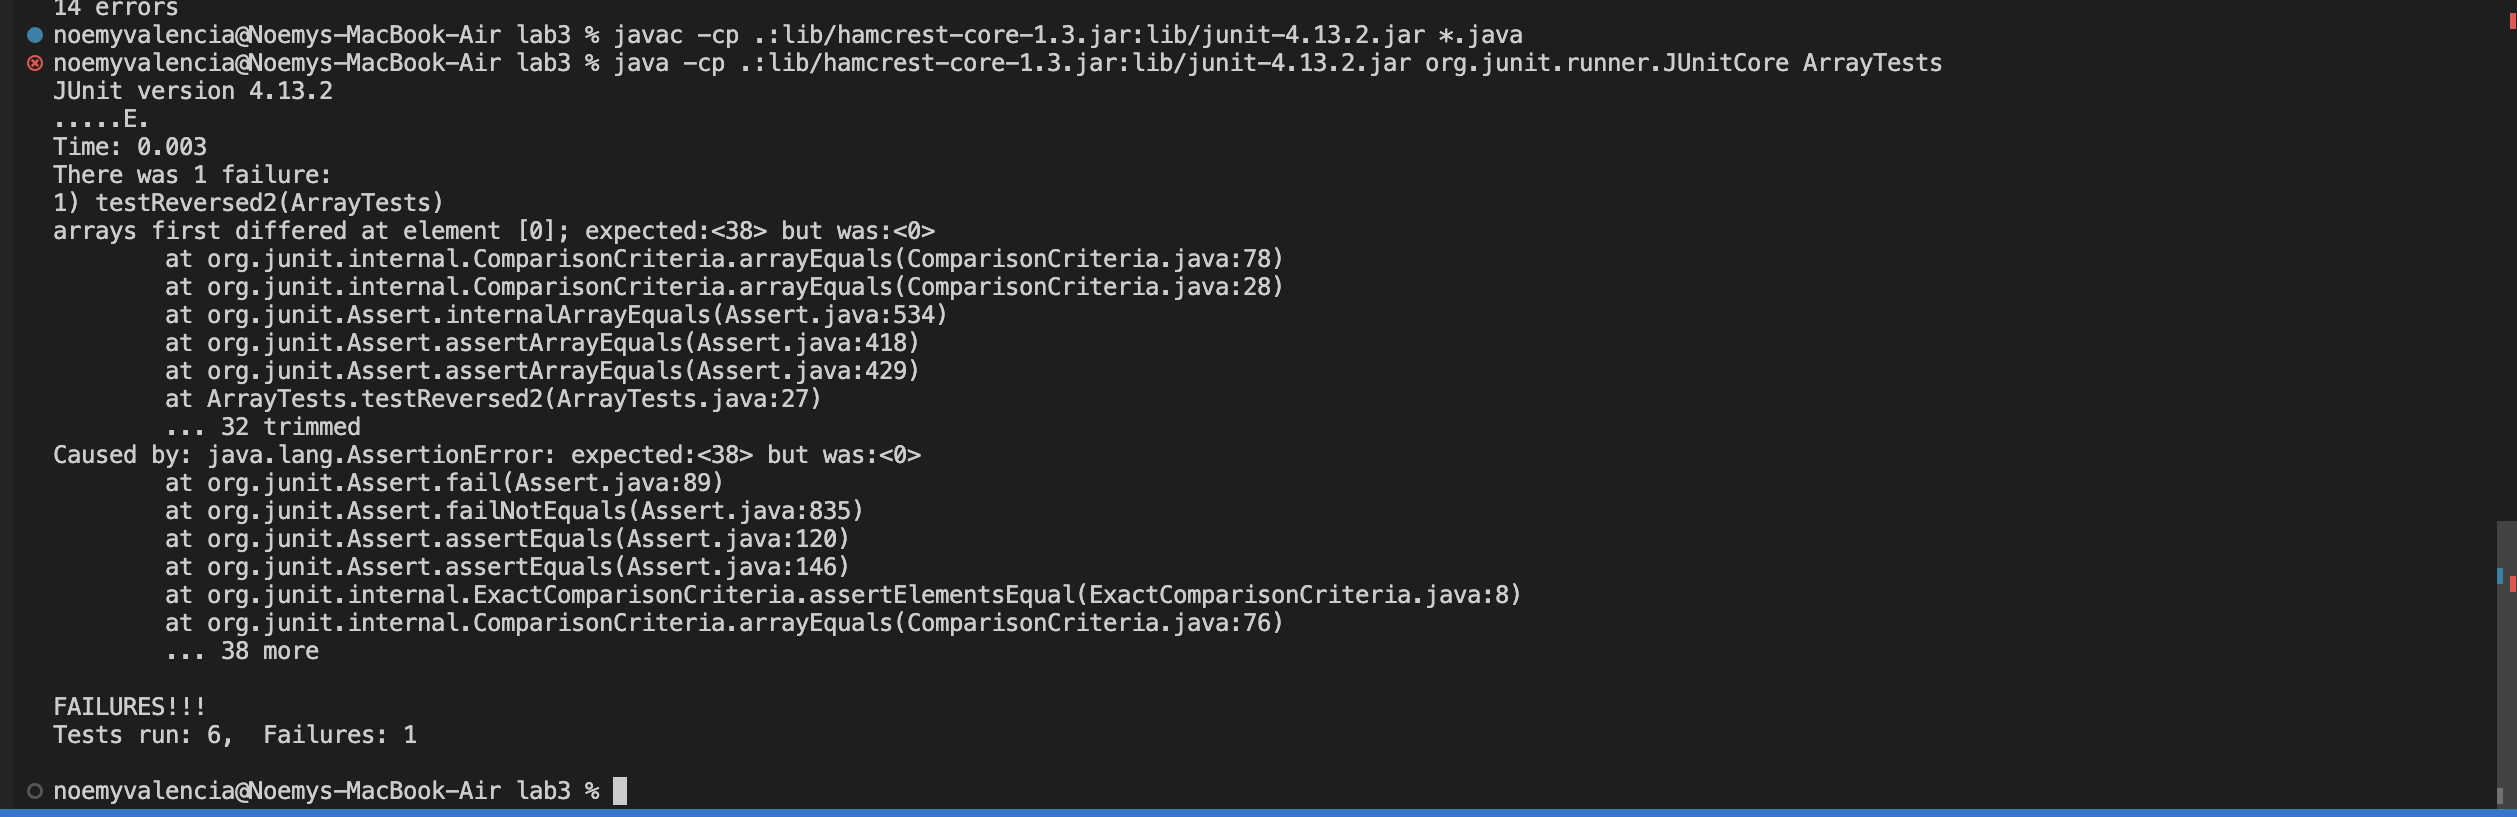 14 errors
noemyvalencia@Noemys-MacBook-Air lab3 % javac -cp .:lib/hamcrest-core-1.3.jar:lib/junit-4.13.2.jar *.java
noemyvalencia@Noemys-MacBook-Air lab3 % java -cp .:lib/hamcrest-core-1.3.jar:lib/junit-4.13.2.jar org.junit.runner.JUnitCore ArrayTests
JUnit version 4.13.2
.....E.
Time: 0.003
There was 1 failure:
1) testReversed2(ArrayTests)
arrays first differed at element [0]; expected:<38> but was:<0>
        at org.junit.internal.ComparisonCriteria.arrayEquals(ComparisonCriteria.java:78)
        at org.junit.internal.ComparisonCriteria.arrayEquals(ComparisonCriteria.java:28)
        at org.junit.Assert.internalArrayEquals(Assert.java:534)
        at org.junit.Assert.assertArrayEquals(Assert.java:418)
        at org.junit.Assert.assertArrayEquals(Assert.java:429)
        at ArrayTests.testReversed2(ArrayTests.java:27)
        ... 32 trimmed
Caused by: java.lang.AssertionError: expected:<38> but was:<0>
        at org.junit.Assert.fail(Assert.java:89)
        at org.junit.Assert.failNotEquals(Assert.java:835)
        at org.junit.Assert.assertEquals(Assert.java:120)
        at org.junit.Assert.assertEquals(Assert.java:146)
        at org.junit.internal.ExactComparisonCriteria.assertElementsEqual(ExactComparisonCriteria.java:8)
        at org.junit.internal.ComparisonCriteria.arrayEquals(ComparisonCriteria.java:76)
        ... 38 more
FAILURES!!!
Tests run: 6,  Failures: 1
noemyvalencia@Noemys-MacBook-Air lab3 %